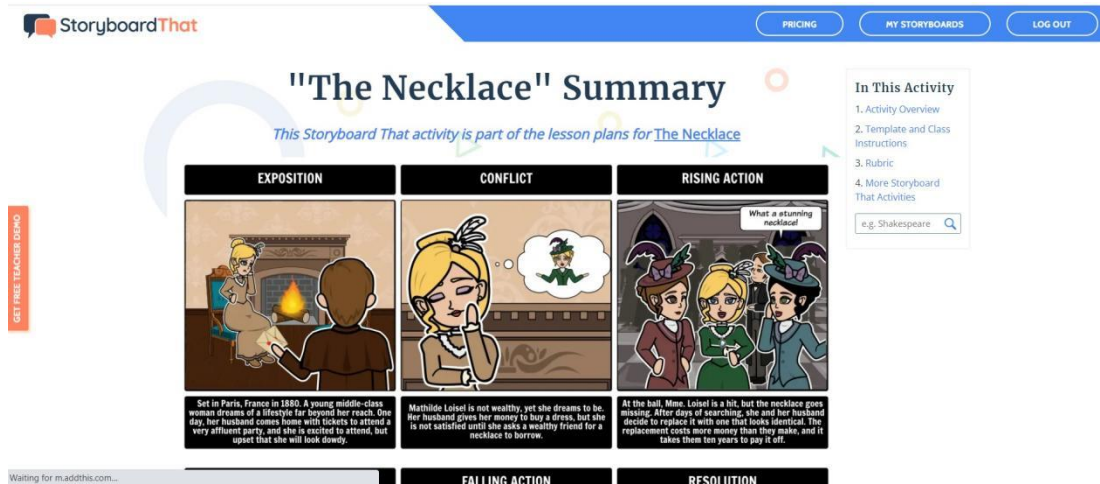 StoryboardThat
PRICING
MY STORYBOARDS
LOG OUT
"The Necklace" Summary
This Storyboard That activity is part of the lesson plans for The Necklace
In This Activity
1. Activity Overview
2. Template and Class
Instructions
3. Rubric
4. More Storyboard
That Activities
e.g. Shakespeare
GET FREE TEACHER DEMO
EXPOSITION
Set in Paris, France in 1880. A young middle-class
woman dreams of a lifestyle far beyond her reach. One
day, her husband comes home with tickets to attend a
very affluent party, and she is excited to attend, but
upset that she will look dowdy.
CONFLICT
Mathilde Loisel is not wealthy, yet she dreams to be.
Her husband gives her money to buy a dress, but she
is not satisfied until she asks a wealthy friend for a
necklace to borrow.
RISING ACTION
What a stunning
necklace!
At the ball, Mme. Loisel is a hit, but the necklace goes
missing. After days of searching, she and her husband
decide to replace it with one that looks identical. The
replacement costs more money than they make, and it
takes them ten years to pay it off.
FALLING ACTION
RESOLUTION
Waiting for m.addthis.com...